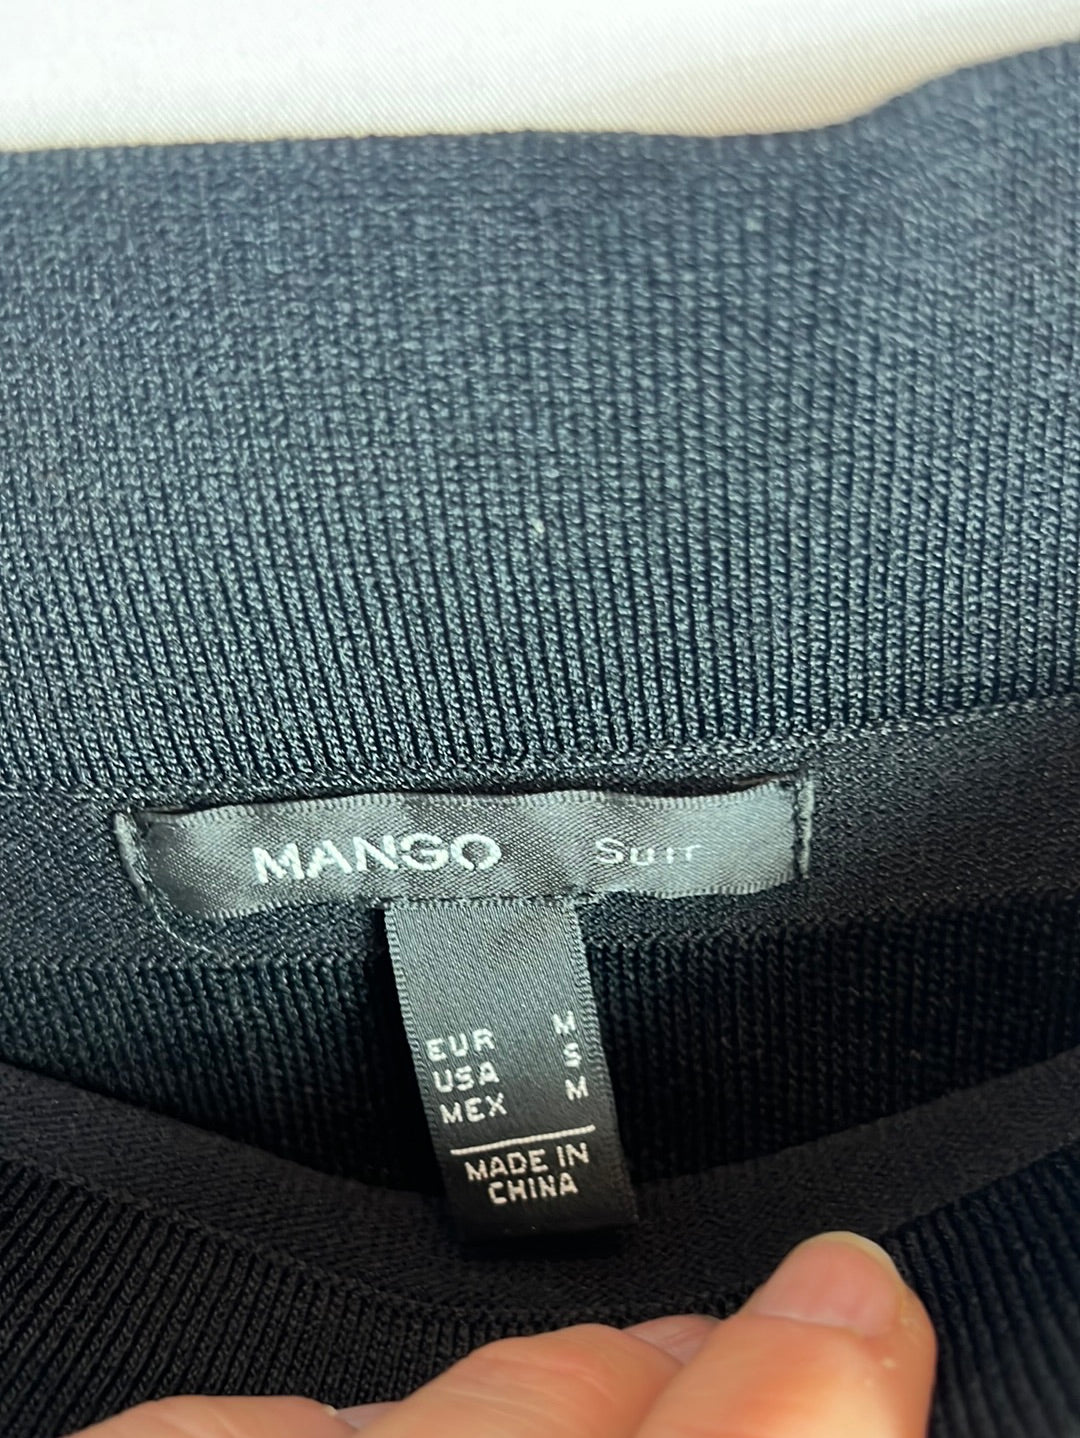 MANGO Suit
EUR M
USA S
MEX M
MADE IN
CHINA